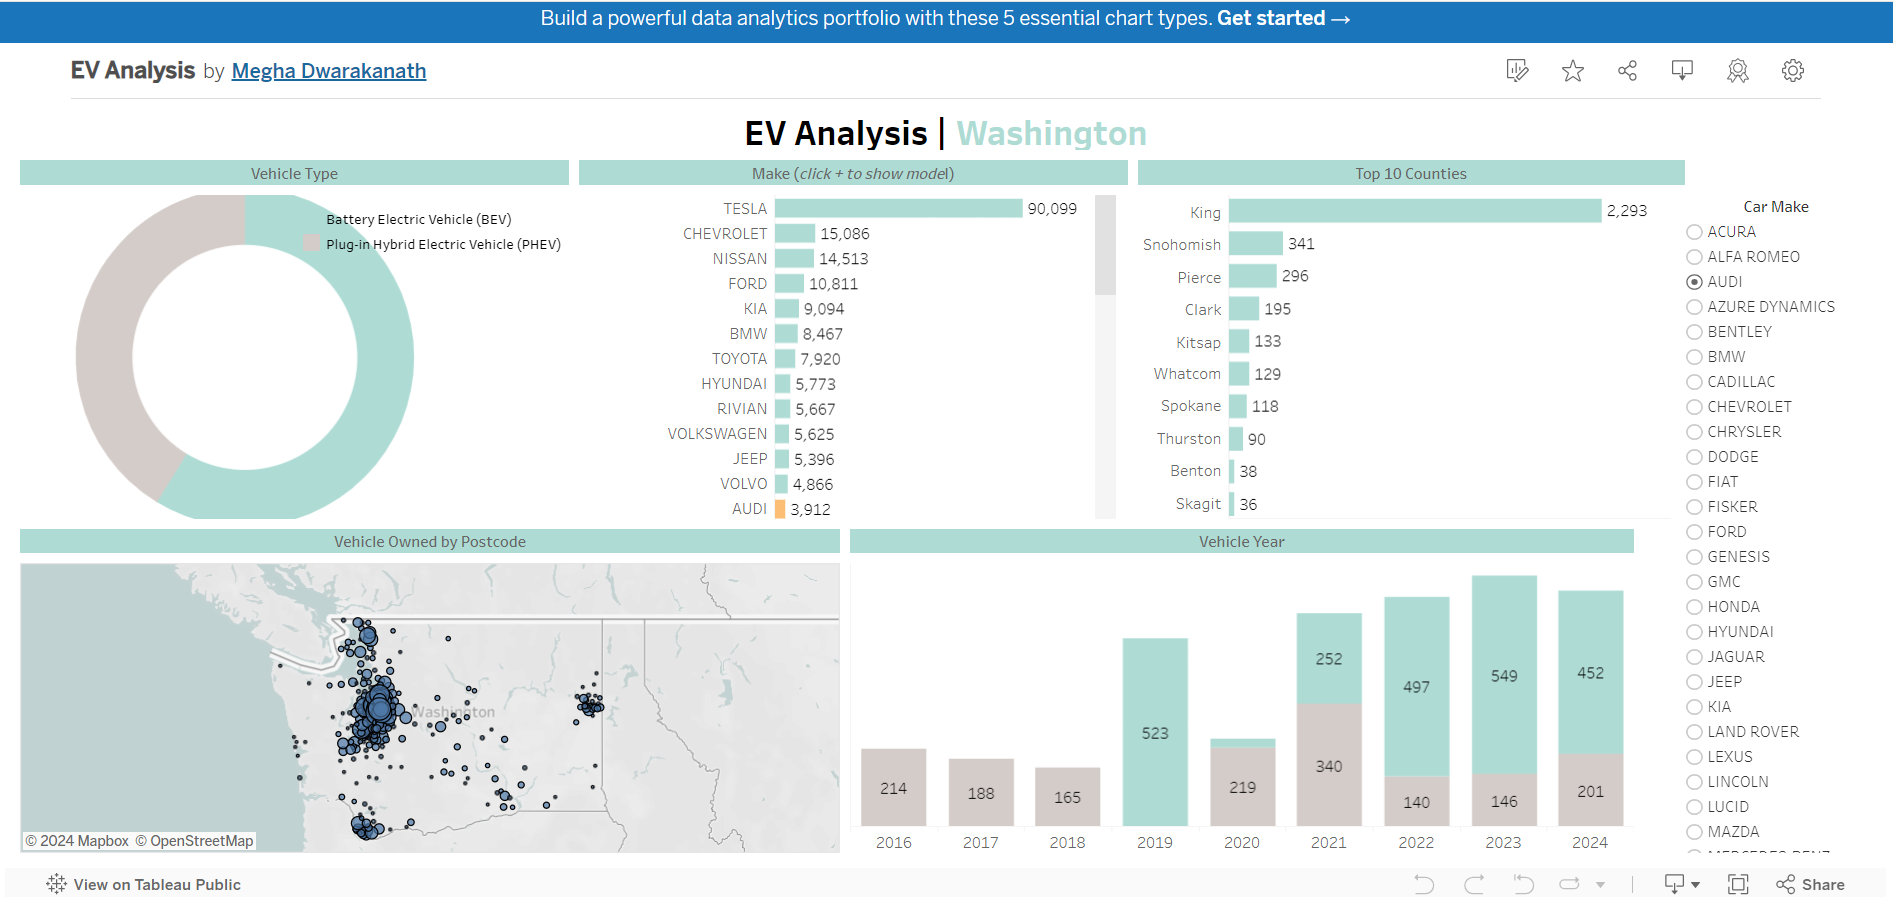 Build a powerful data analytics portfolio with these 5 essential chart types. Get started →
EV Analysis by Megha Dwarakanath
EV Analysis | Washington
Vehicle Type
Battery Electric Vehicle (BEV)
Plug-in Hybrid Electric Vehicle (PHEV)
Make (click + to show model)
TESLA 90,099
CHEVROLET 15,086
NISSAN 14,513
FORD 10,811
KIA 9,094
BMW 8,467
TOYOTA 7,920
HYUNDAI 5,773
RIVIAN 5,667
VOLKSWAGEN 5,625
JEEP 5,396
VOLVO 4,866
AUDI 3,912
Top 10 Counties
King 2,293
Snohomish 341
Pierce 296
Clark 195
Kitsap 133
Whatcom 129
Spokane 118
Thurston 90
Benton 38
Skagit 36
Car Make
ACURA
ALFA ROMEO
AUDI
AZURE DYNAMICS
BENTLEY
BMW
CADILLAC
CHEVROLET
CHRYSLER
DODGE
FIAT
FISKER
FORD
GENESIS
GMC
HONDA
HYUNDAI
JAGUAR
JEEP
KIA
LAND ROVER
LEXUS
LINCOLN
LUCID
MAZDA
Vehicle Owned by Postcode
Washington
© 2024 Mapbox © OpenStreetMap
Vehicle Year
252 497 549 452
523
214 188 165 219 340 140 146 201
2016 2017 2018 2019 2020 2021 2022 2023 2024
View on Tableau Public
Share